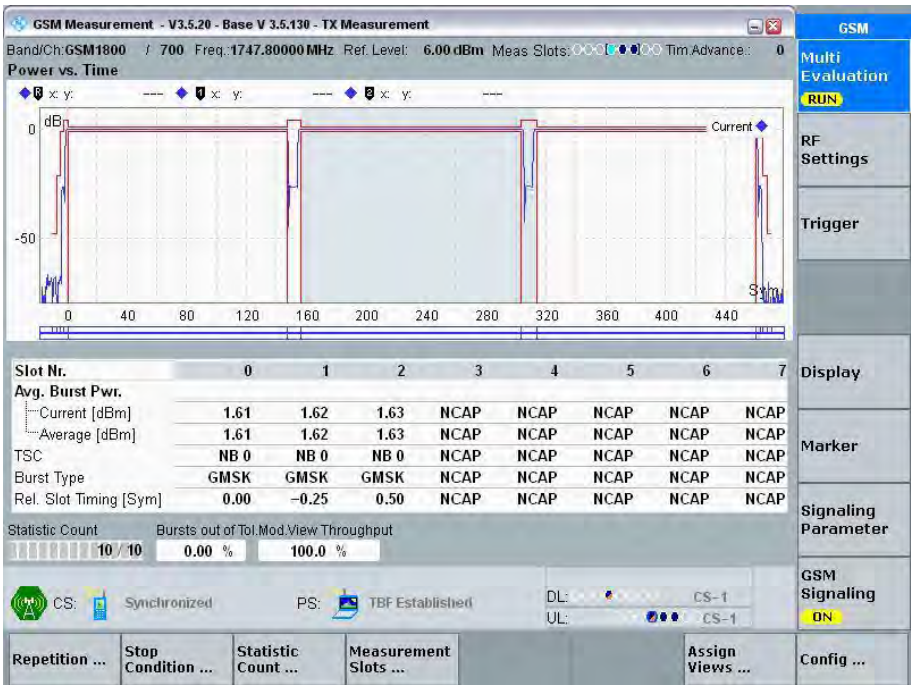 GSM Measurement - V3.5.20 - Base V 3.5.130 - TX Measurement
GSM
Band/Ch:GSM1800 / 700 Freq.:1747.80000 MHz Ref. Level: 6.00 dBm Meas Slots: Tim.Advance.: 0
Power vs. Time
Multi Evaluation
RUN
R x: y: --- 1 x: y: --- 2 x: y: ---
dB
Current
0
-50
Sym
0 40 80 120 160 200 240 280 320 360 400 440
RF Settings
Trigger
Slot Nr. 0 1 2 3 4 5 6 7
Avg. Burst Pwr.
Current [dBm] 1.61 1.62 1.63 NCAP NCAP NCAP NCAP NCAP
Average [dBm] 1.61 1.62 1.63 NCAP NCAP NCAP NCAP NCAP
TSC NB 0 NB 0 NB 0 NCAP NCAP NCAP NCAP NCAP
Burst Type GMSK GMSK GMSK NCAP NCAP NCAP NCAP NCAP
Rel. Slot Timing [Sym] 0.00 −0.25 0.50 NCAP NCAP NCAP NCAP NCAP
Display
Marker
Signaling Parameter
Statistic Count Bursts out of Tol. Mod.View Throughput
10 / 10 0.00 % 100.0 %
CS: Synchronized PS: TBF Established
DL: CS-1
UL: CS-1
GSM Signaling
ON
Repetition ...
Stop Condition ...
Statistic Count ...
Measurement Slots ...
Assign Views ...
Config ...